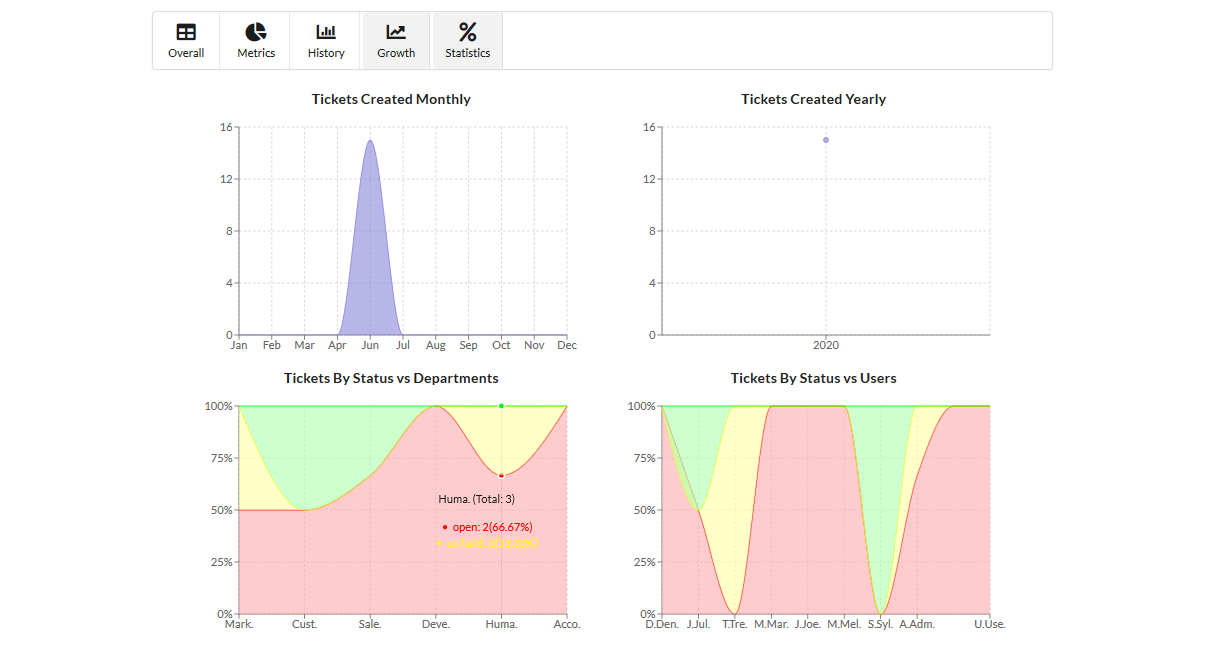 Overall Metrics History Growth Statistics
Tickets Created Monthly
16
12
8
4
0
Jan Feb Mar Apr Jun Jul Aug Sep Oct Nov Dec
Tickets Created Yearly
16
12
8
4
0
2020
Tickets By Status vs Departments
100%
75%
50%
25%
0%
Huma. (Total: 3)
open: 2(66.67%)
Mark. Cust. Sale. Deve. Huma. Acco.
Tickets By Status vs Users
100%
75%
50%
25%
0%
D.Den. J.Jul. T.Tre. M.Mar. J.Joe. M.Mel. S.Syl. A.Adm. U.Use.